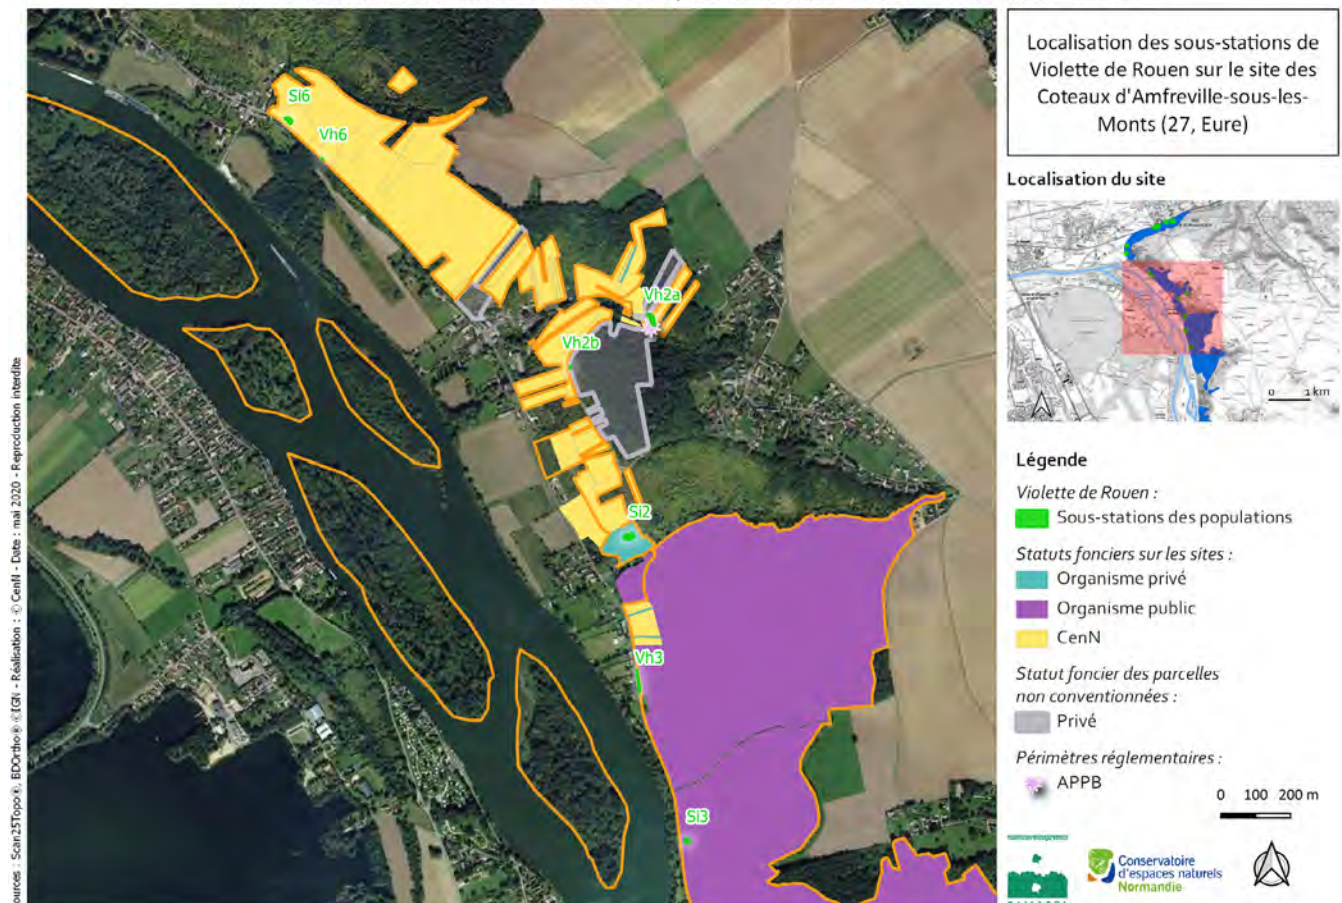 Localisation des sous-stations de
Violette de Rouen sur le site des
Coteaux d'Amfreville-sous-les-
Monts (27, Eure)
Localisation du site
0 1 km
Légende
Violette de Rouen :
Sous-stations des populations
Statuts fonciers sur les sites :
Organisme privé
Organisme public
CenN
Statut foncier des parcelles
non conventionnées :
Privé
Périmètres réglementaires :
APPB
0 100 200 m
Conservatoire
d'espaces naturels
Normandie
Si6
Vh6
Vh2a
Vh2b
Si2
Vh3
Si3
ources : Scan25Topo®, BDOrtho® ©IGN - Réalisation : © CenN - Date : mai 2020 - Reproduction interdite